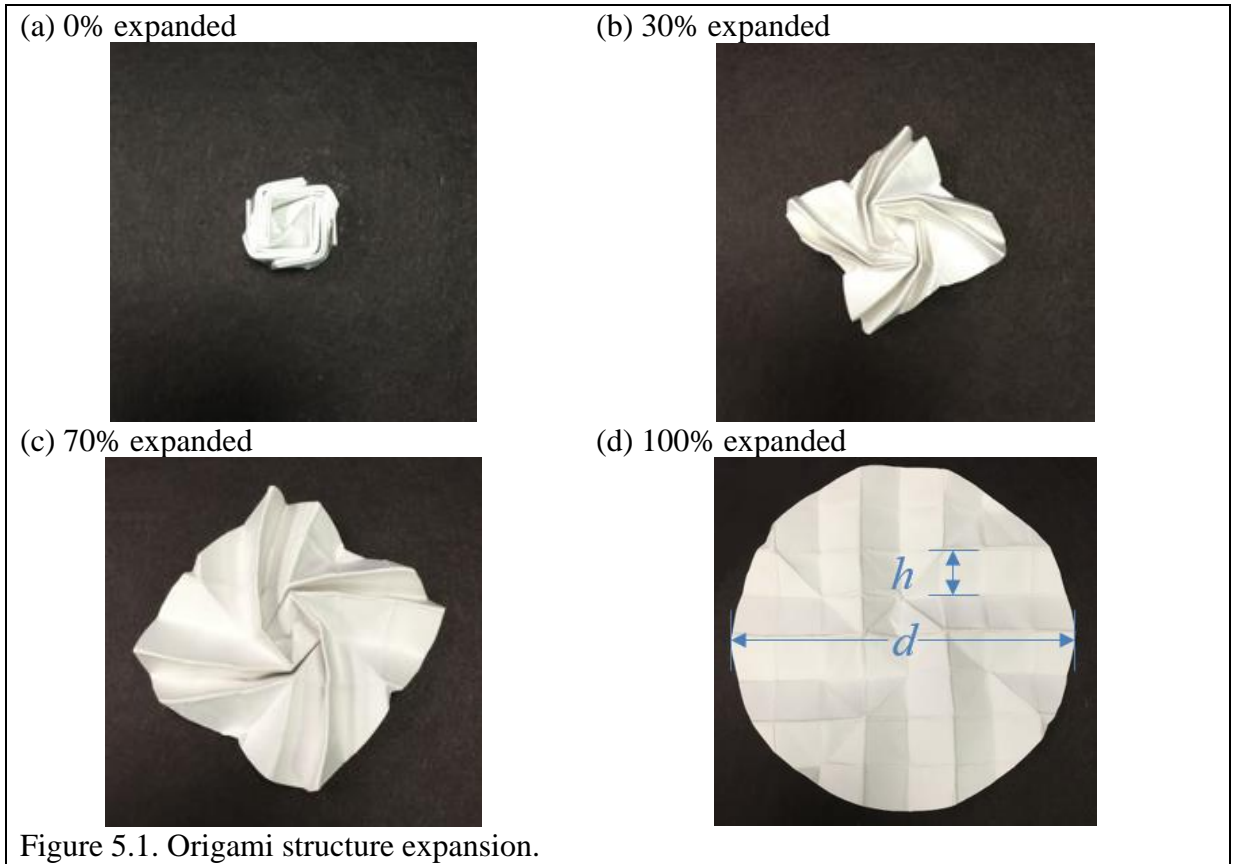 (a) 0% expanded
(b) 30% expanded
(c) 70% expanded
(d) 100% expanded
h
d
Figure 5.1. Origami structure expansion.